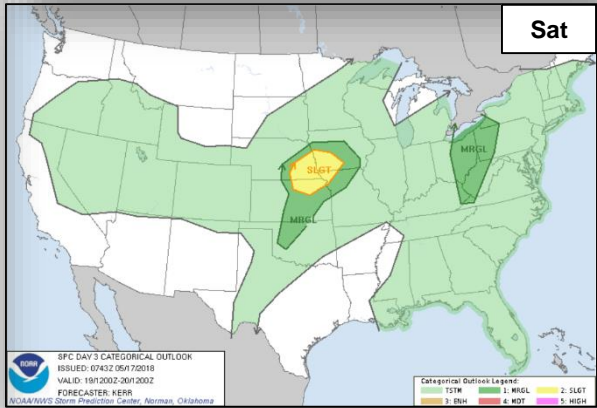 Sat
MRGL
SLGT
MRGL
NOAA
SPC DAY 3 CATEGORICAL OUTLOOK
ISSUED: 0743Z 05/17/2018
VALID: 19/1200Z-20/1200Z
FORECASTER: KERR
NOAA/NWS Storm Prediction Center, Norman, Oklahoma
Categorical Outlook Legend:
TSTM 1: MRGL 2: SLGT
3: ENH 4: MDT 5: HIGH